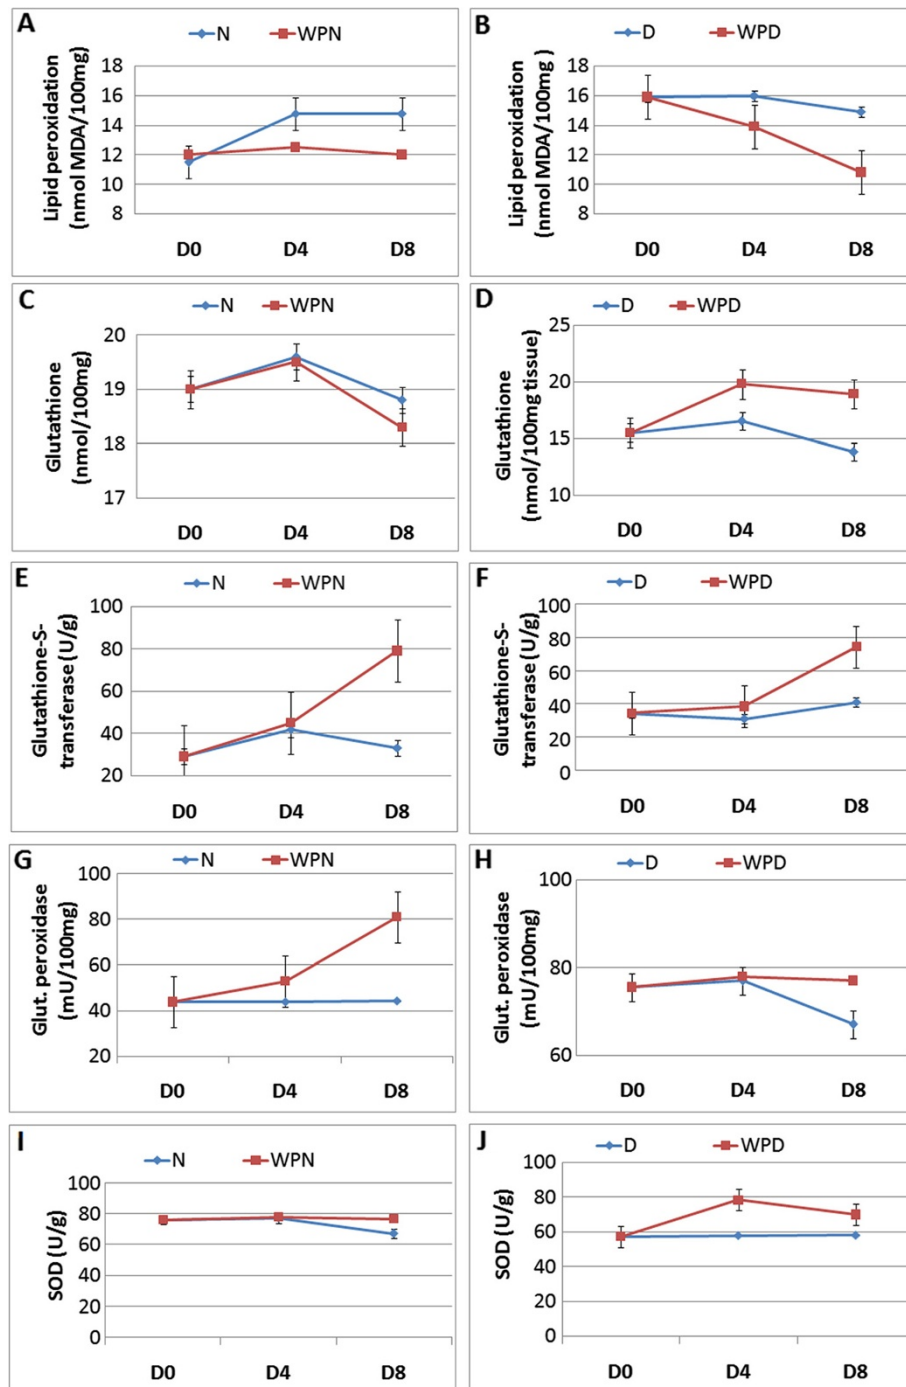 A
N WPN
Lipid peroxidation
(nmol MDA/100mg)
18
16
14
12
10
8
D0 D4 D8
B
D WPD
Lipid peroxidation
(nmol MDA/100mg )
18
16
14
12
10
8
D0 D4 D8
C
N WPN
Glutathione
(nmol/100mg)
20
19
18
17
D0 D4 D8
D
D WPD
Glutathione
(nmol/100mg tissue)
25
20
15
10
D0 D4 D8
E
N WPN
Glutathione-S-
transferase (U/g)
100
80
60
40
20
D0 D4 D8
F
D WPD
Glutathione-S-
transferase (U/g)
100
80
60
40
20
0
D0 D4 D8
G
N WPN
Glut. peroxidase
(mU/100mg)
100
80
60
40
20
D0 D4 D8
H
D WPD
Glut. peroxidase
(mU/100mg)
100
80
60
D0 D4 D8
I
N WPN
SOD (U/g)
100
80
60
40
20
0
D0 D4 D8
J
D WPD
SOD (U/g)
100
80
60
40
20
0
D0 D4 D8